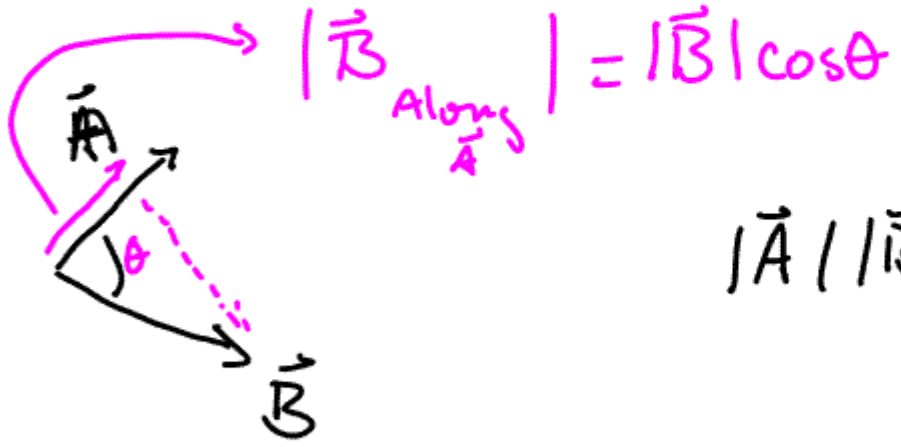 |B⃗ Along A⃗| = |B⃗| cosθ
A⃗
θ
|A⃗||B⃗
B⃗